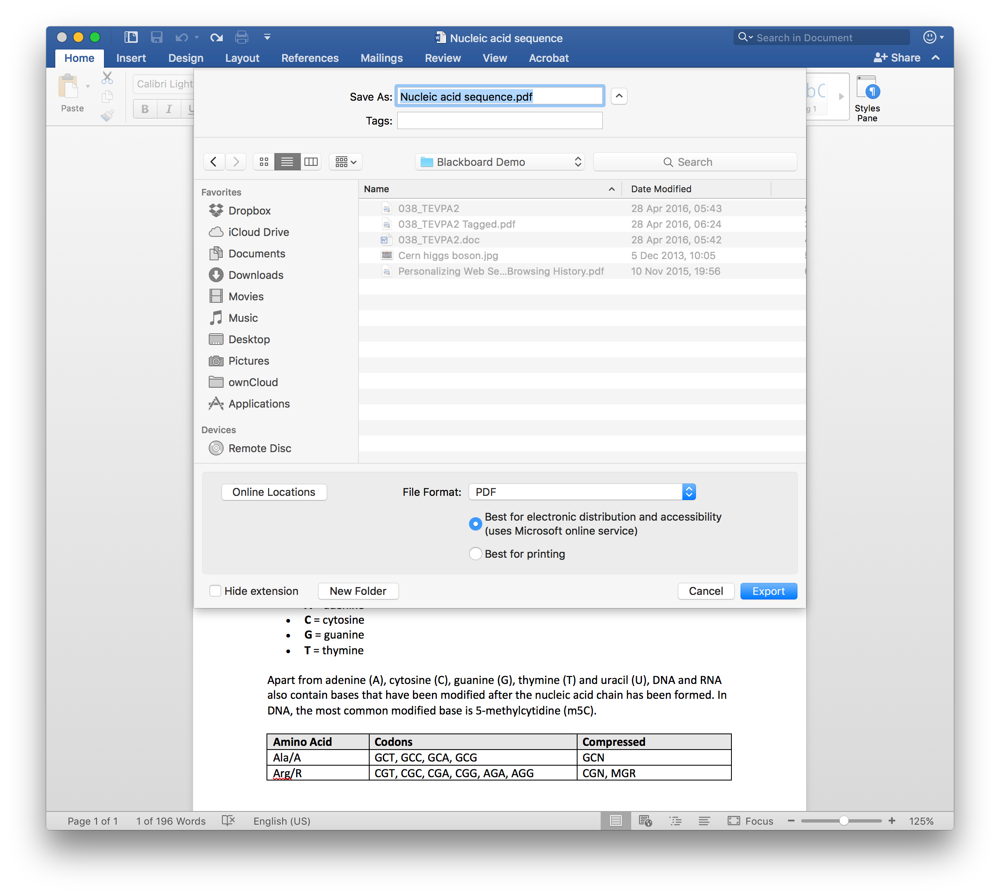 Nucleic acid sequence
Search in Document
Home Insert Design Layout References Mailings Review View Acrobat
Share
Paste
Calibri Light
B I U
Styles
Pane
Save As: Nucleic acid sequence.pdf
Tags:
Blackboard Demo
Search
Favorites
Dropbox
iCloud Drive
Documents
Downloads
Movies
Music
Desktop
Pictures
ownCloud
Applications
Devices
Remote Disc
Name Date Modified
038_TEVPA2 28 Apr 2016, 05:43
038_TEVPA2 Tagged.pdf 28 Apr 2016, 06:24
038_TEVPA2.doc 28 Apr 2016, 05:42
Cern higgs boson.jpg 5 Dec 2013, 10:05
Personalizing Web Se...Browsing History.pdf 10 Nov 2015, 19:56
Online Locations
File Format: PDF
Best for electronic distribution and accessibility
(uses Microsoft online service)
Best for printing
Hide extension
New Folder
Cancel
Export
• C = cytosine
• G = guanine
• T = thymine
Apart from adenine (A), cytosine (C), guanine (G), thymine (T) and uracil (U), DNA and RNA
also contain bases that have been modified after the nucleic acid chain has been formed. In
DNA, the most common modified base is 5-methylcytidine (m5C).
Amino Acid Codons Compressed
Ala/A GCT, GCC, GCA, GCG GCN
Arg/R CGT, CGC, CGA, CGG, AGA, AGG CGN, MGR
Page 1 of 1 1 of 196 Words English (US) Focus 125%